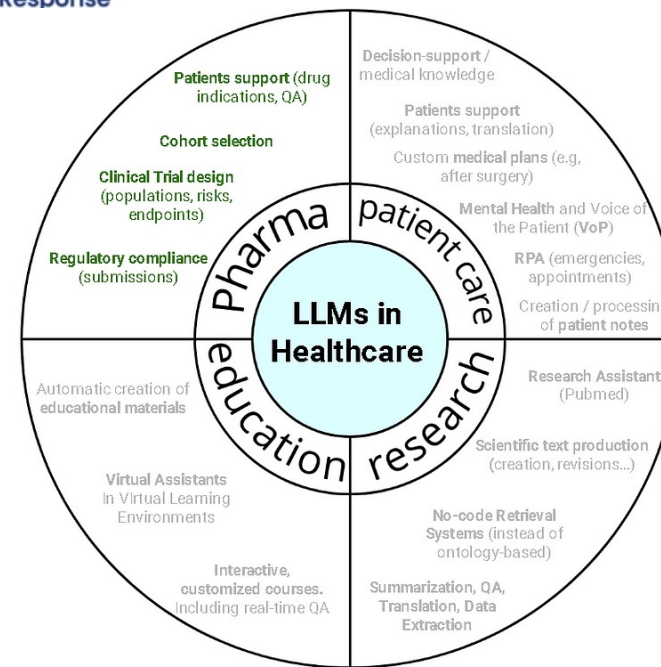 Response
Patients support (drug
indications, QA)
Cohort selection
Clinical Trial design
(populations, risks,
endpoints)
Regulatory compliance
(submissions)
Decision-support /
medical knowledge
Patients support
(explanations, translation)
Custom medical plans (e.g,
after surgery)
Mental Health and Voice of
the Patient (VoP)
RPA (emergencies,
appointments)
Creation / processin
of patient notes
Pharma
patient care
LLMs in
Healthcare
education
research
Automatic creation of
educational materials
Virtual Assistants
In VIrtual Learning
Environments
Interactive,
customized courses.
Including real-time QA
Research Assistant
(Pubmed)
Scientific text production
(creation, revisions...)
No-code Retrieval
Systems (instead of
ontology-based)
Summarization, QA,
Translation, Data
Extraction